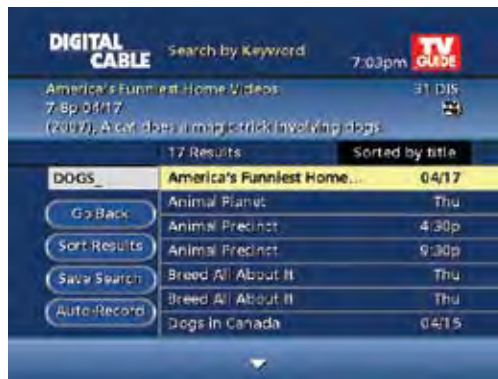 DIGITAL CABLE
Search by Keyword
7:03pm
TV GUIDE
America's Funniest Home Videos
31 DIS
7-8p 04/17
(2007), A cat does a magic trick involving dogs.
17 Results
Sorted by title
DOGS_
America's Funniest Home... 04/17
Animal Planet Thu
Go Back
Animal Precinct 4:30p
Sort Results
Animal Precinct 9:30p
Save Search
Breed All About It Thu
Breed All About It Thu
Auto-Record
Dogs in Canada 04/15